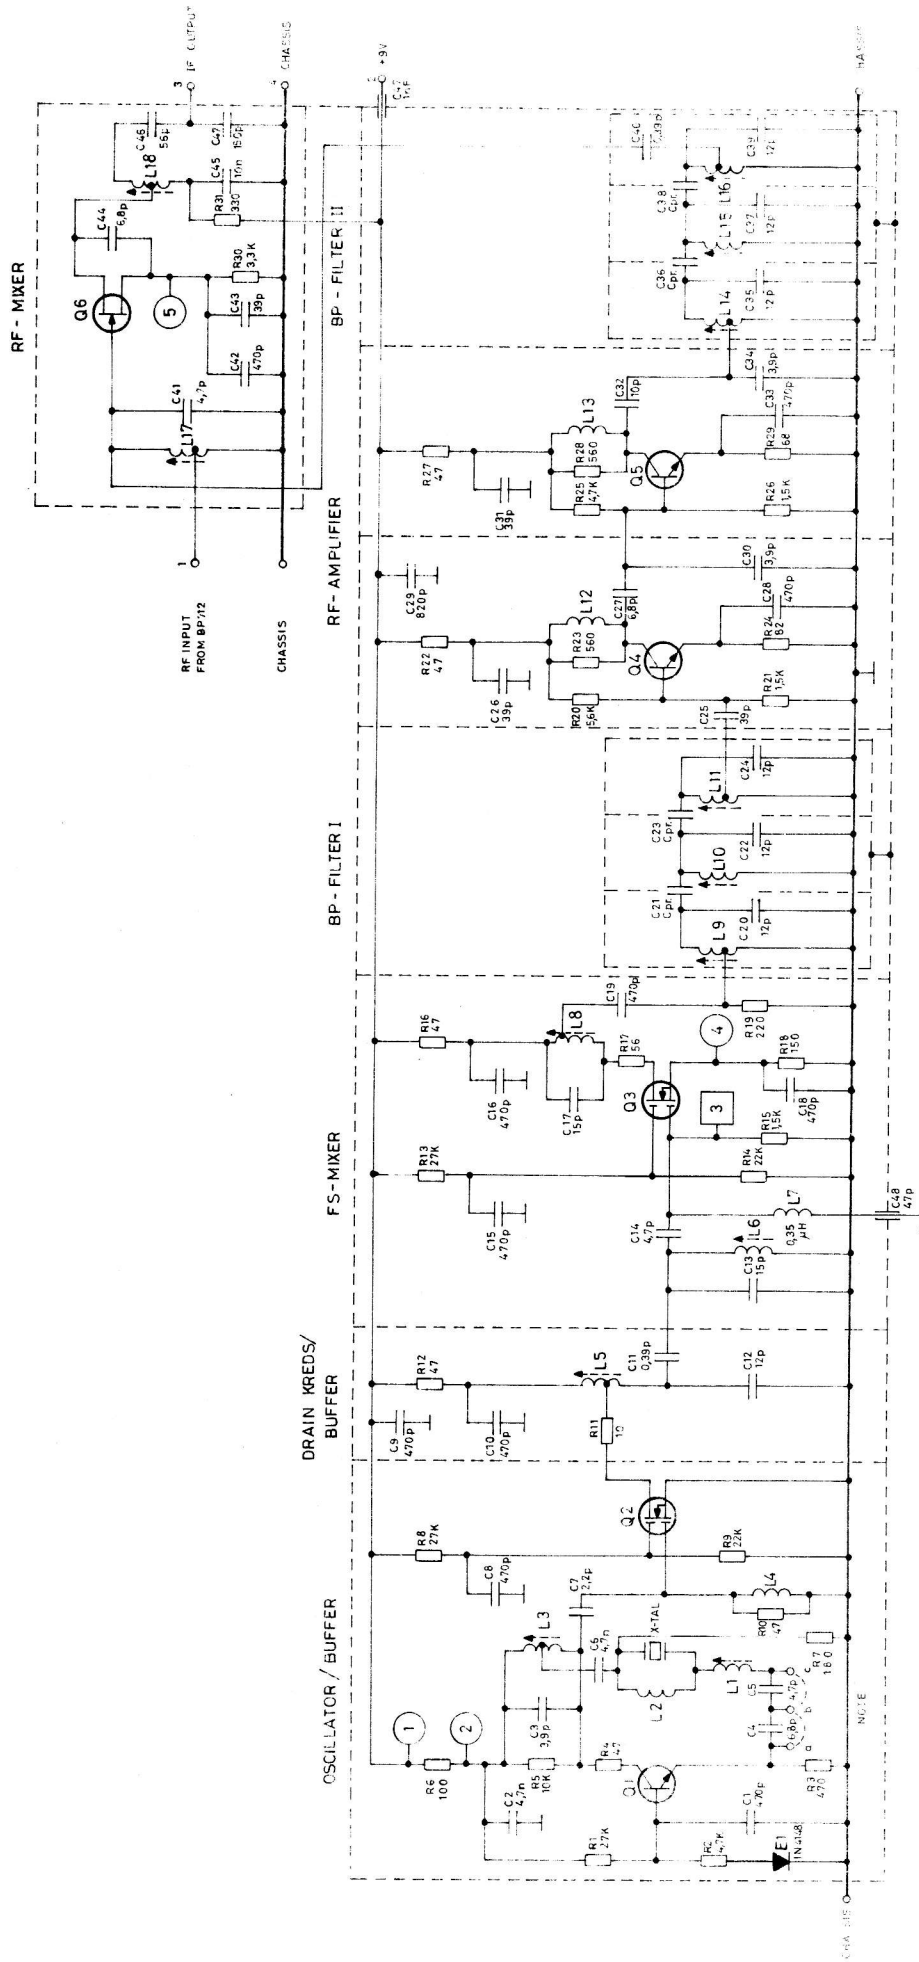 RF-MIXER
Q6
C44
6,8p
L18
C46
56p
C47
150p
C45
10n
R31
330
R30
3,3K
C43
39p
C42
470p
C41
4,7p
L17
5
3
IF OUTPUT
4
CHASSIS
1
RF INPUT
FROM BP1/12
CHASSIS
+9V
OSCILLATOR / BUFFER
DRAIN KREDS/
BUFFER
FS-MIXER
BP-FILTER I
RF-AMPLIFIER
BP-FILTER II
1
R6
100
2
C2
4,7n
R5
10K
C3
3,9p
L3
R1
27K
R4
47
Q1
R2
4,7K
E1
1N4148
C1
470p
R3
470
C4
6,8p
C5
4,7p
a
b
c
L1
L2
X-TAL
C6
4,7n
R7
180
NOTE
C7
2,2p
R8
27K
C8
470p
Q2
R9
22K
R10
47
L4
C9
470p
R12
47
C10
470p
R11
10
L5
C11
0,39p
C12
12p
R13
27K
C15
470p
C14
4,7p
C13
15p
L6
L7
0,35
µH
C48
47p
R14
22K
R15
1,5K
3
Q3
R16
47
C16
470p
C17
15p
L8
R17
56
4
C18
470p
R18
150
C19
470p
R19
220
L9
C20
12p
C21
Cpr.
L10
C22
12p
C23
Cpr.
L11
C24
12p
C25
39p
R22
47
C26
39p
C29
820p
R20
5,6K
R23
560
L12
Q4
C27
6,8p
R21
1,5K
R24
82
C28
470p
C30
3,9p
R27
47
C31
39p
R25
4,7K
R28
560
L13
Q5
C32
10p
R26
1,5K
R29
68
C33
470p
C34
3,9p
L14
C35
12p
C36
Cpr.
L15
C37
12p
C38
Cpr.
L16
C39
12p
C40